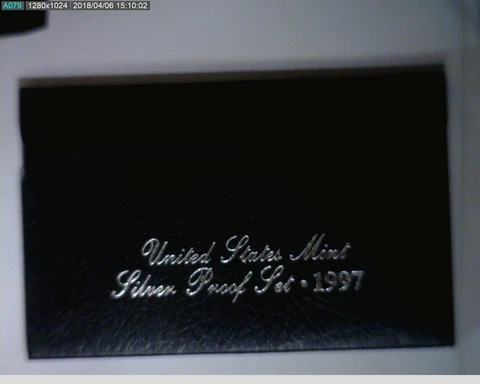 A079 1280x1024 2018/04/06 15:10:02
United States Mint
Silver Proof Set • 1997